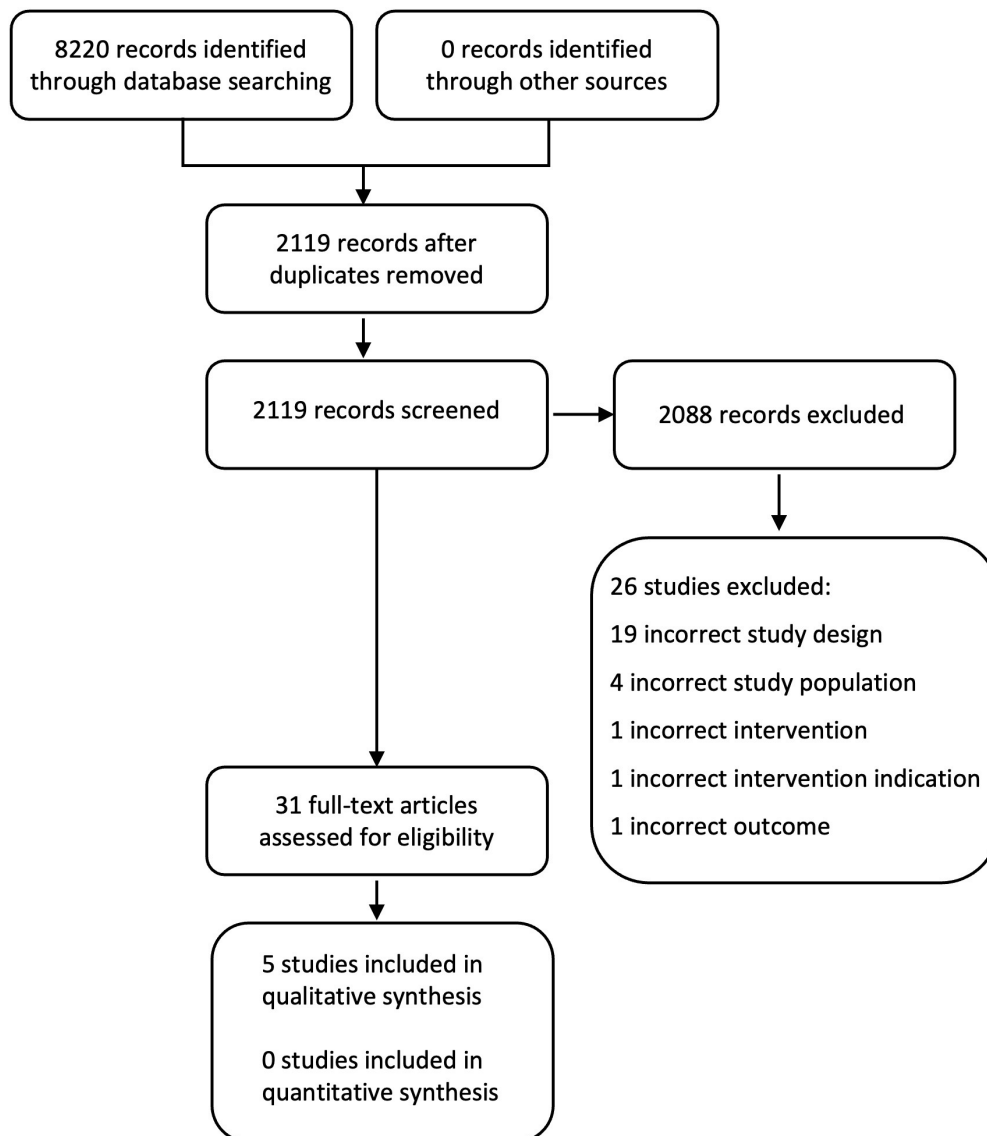 8220 records identified
through database searching
0 records identified
through other sources
2119 records after
duplicates removed
2119 records screened
2088 records excluded
26 studies excluded:
19 incorrect study design
4 incorrect study population
1 incorrect intervention
1 incorrect intervention indication
1 incorrect outcome
31 full-text articles
assessed for eligibility
5 studies included in
qualitative synthesis
0 studies included in
quantitative synthesis